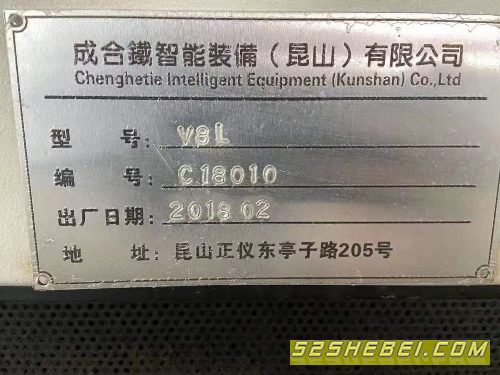 成合鐵智能裝備（昆山）有限公司
Chenghetie Intelligent Equipment (Kunshan) Co.,Ltd
型 号: V8L
编 号: C18010
出厂日期: 2018 02
地 址: 昆山正仪东亭子路205号
52SHEBEI.COM